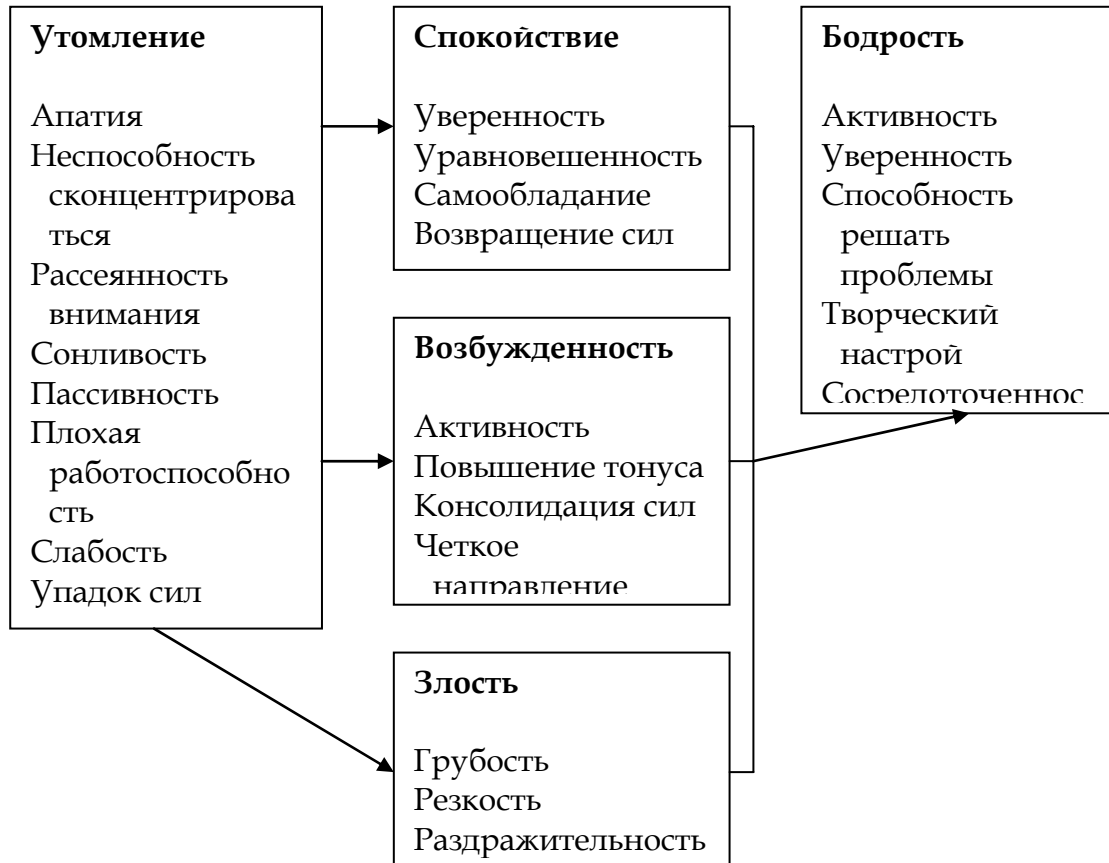 Утомление
Апатия
Неспособность
сконцентрирова
ться
Рассеянность
внимания
Сонливость
Пассивность
Плохая
работоспособно
сть
Слабость
Упадок сил
Спокойствие
Уверенность
Уравновешенность
Самообладание
Возвращение сил
Возбужденность
Активность
Повышение тонуса
Консолидация сил
Четкое
направление
Злость
Грубость
Резкость
Раздражительность
Бодрость
Активность
Уверенность
Способность
решать
проблемы
Творческий
настрой
Сосредоточеннос